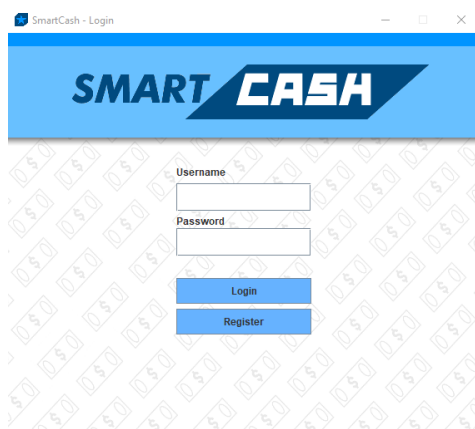 SmartCash - Login
SMART CASH
Username
Password
Login
Register